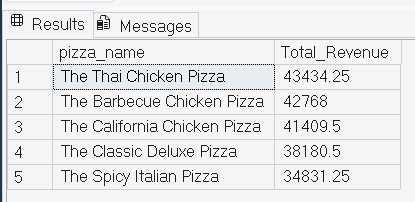 Results Messages
pizza_name Total_Revenue
1 The Thai Chicken Pizza 43434.25
2 The Barbecue Chicken Pizza 42768
3 The California Chicken Pizza 41409.5
4 The Classic Deluxe Pizza 38180.5
5 The Spicy Italian Pizza 34831.25